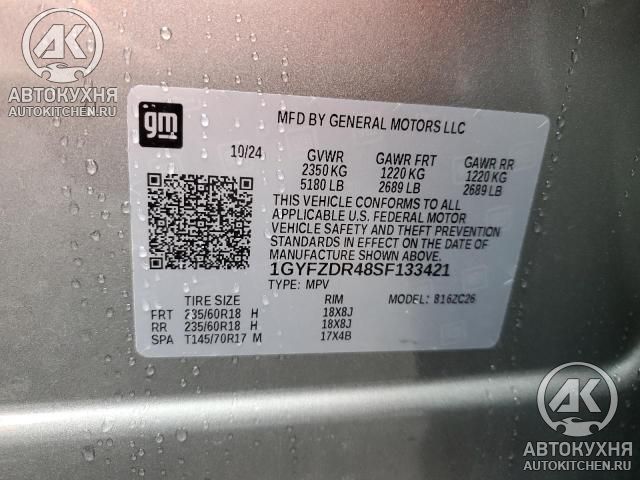 АВТОКУХНЯ
AUTOKITCHEN.RU
gm
MFD BY GENERAL MOTORS LLC
10/24 GVWR GAWR FRT GAWR RR
2350 KG 1220 KG 1220 KG
5180 LB 2689 LB 2689 LB
THIS VEHICLE CONFORMS TO ALL
APPLICABLE U.S. FEDERAL MOTOR
VEHICLE SAFETY AND THEFT PREVENTION
STANDARDS IN EFFECT ON THE DATE OF
MANUFACTURE SHOWN ABOVE.
1GYFZDR48SF133421
TYPE: MPV MODEL: 816ZC26
TIRE SIZE RIM
FRT 235/60R18 H 18X8J
RR 235/60R18 H 18X8J
SPA T145/70R17 M 17X4B
АК
АВТОКУХНЯ
AUTOKITCHEN.RU